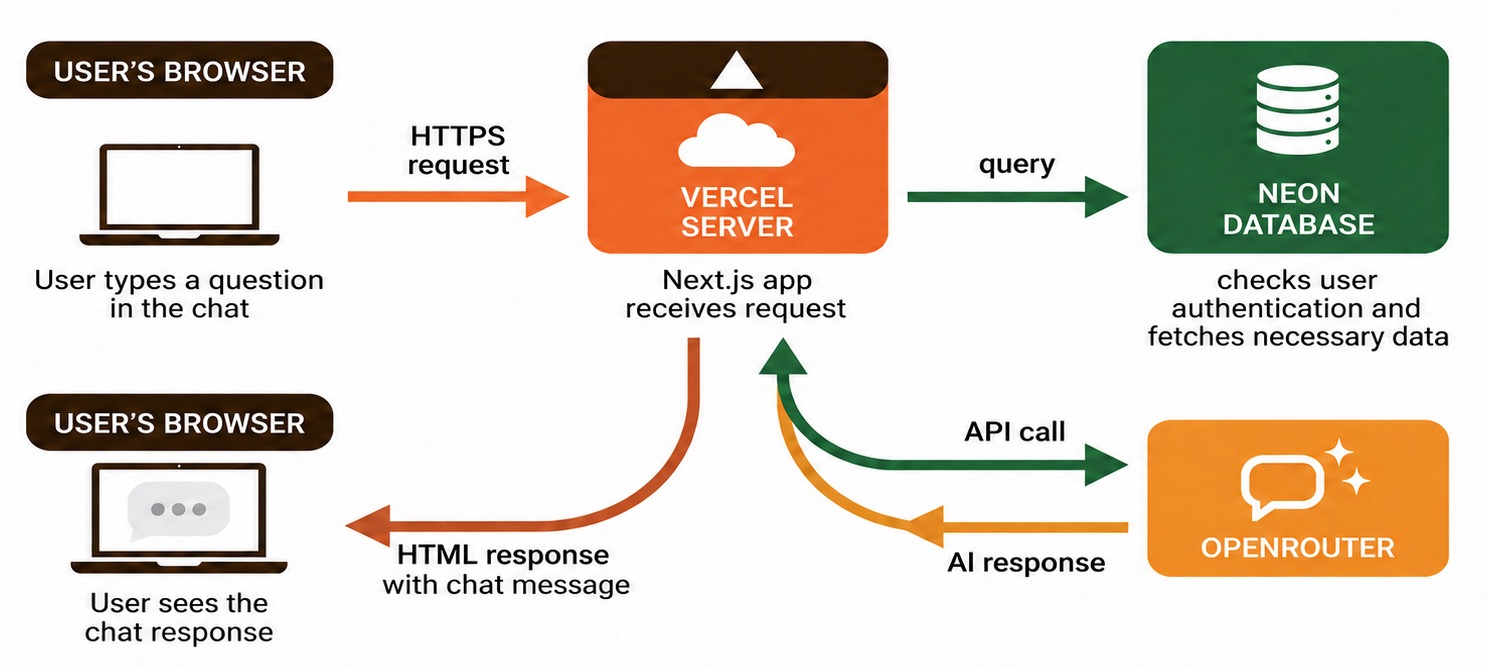 USER'S BROWSER
User types a question
in the chat
HTTPS
request
VERCEL
SERVER
Next.js app
receives request
query
NEON
DATABASE
checks user
authentication and
fetches necessary data
USER'S BROWSER
User sees the
chat response
HTML response
with chat message
API call
AI response
OPENROUTER